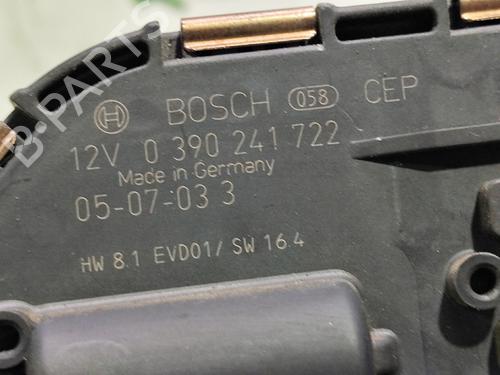 BOSCH 058 CEP
12V 0 390 241 722
Made in Germany
05-07-03 3
HW 8.1 EVD01/ SW 16.4
B-PARTS